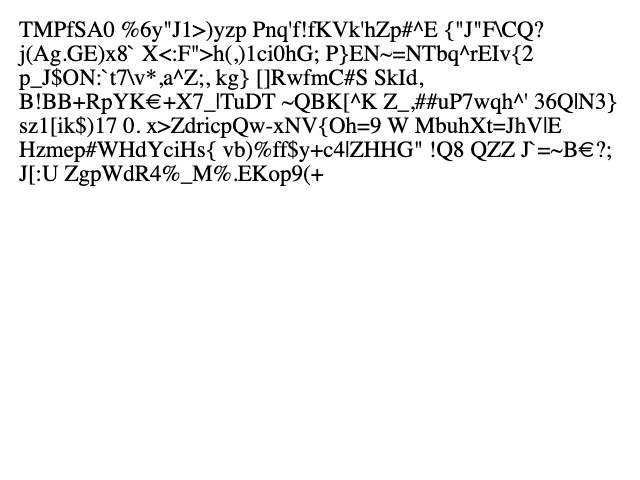 TMPfSA0 %6y"J1>)yzp Pnq'f!fKVk'hZp#^E {"J"F\CQ?
j(Ag.GE)x8` X<:F">h(,)1ci0hG; P}EN~=NTbq^rEIv{2
p_J$ON:`t7\v*,a^Z;, kg} []RwfmC#S SkId,
B!BB+RpYK€+X7_|TuDT ~QBK[^K Z_,##uP7wqh^' 36Q|N3}
sz1[ik$)17 0. x>ZdricpQw-xNV{Oh=9 W MbuhXt=JhV|E
Hzmep#WHdYciHs{ vb)%ff$y+c4|ZHHG" !Q8 QZZ J`=~B€?;
J[:U ZgpWdR4%_M%.EKop9(+